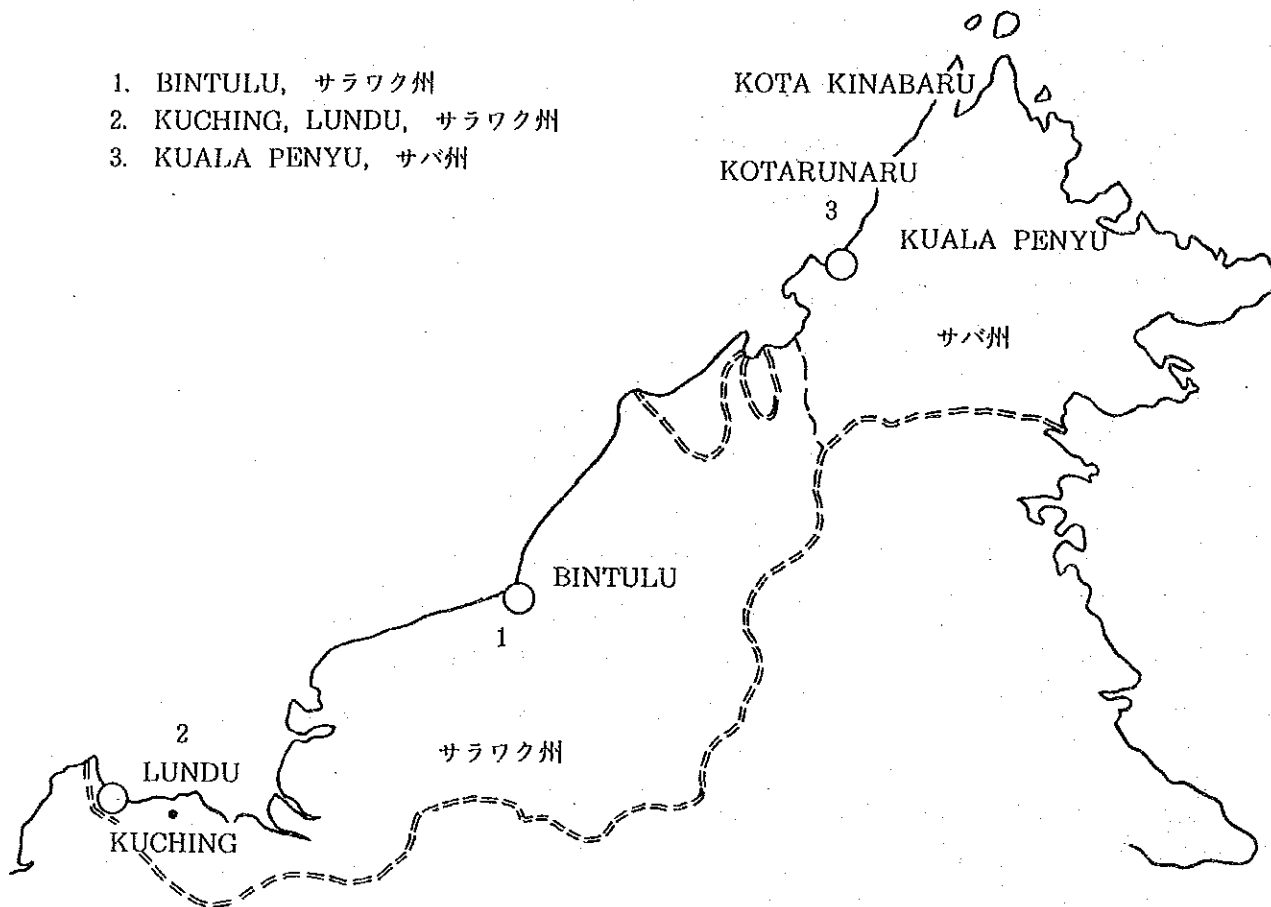 1. BINTULU, サラワク州
2. KUCHING, LUNDU, サラワク州
3. KUALA PENYU, サバ州
KOTA KINABARU
KOTARUNARU
3
KUALA PENYU
サバ州
BINTULU
1
サラワク州
2
LUNDU
KUCHING